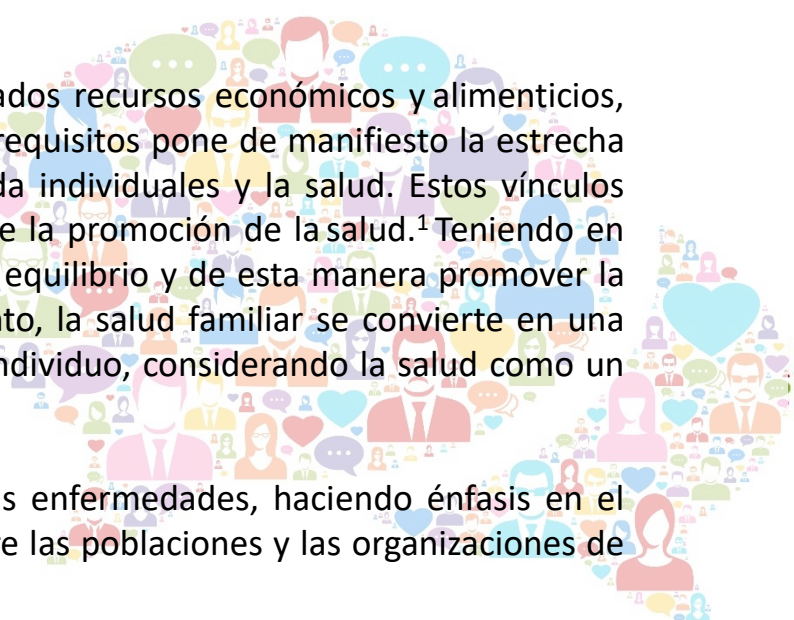 ados recursos económicos y alimenticios,
requisitos pone de manifiesto la estrecha
da individuales y la salud. Estos vínculos
e la promoción de la salud.¹ Teniendo en
equilibrio y de esta manera promover la
to, la salud familiar se convierte en una
ndividuo, considerando la salud como un
s enfermedades, haciendo énfasis en el
re las poblaciones y las organizaciones de